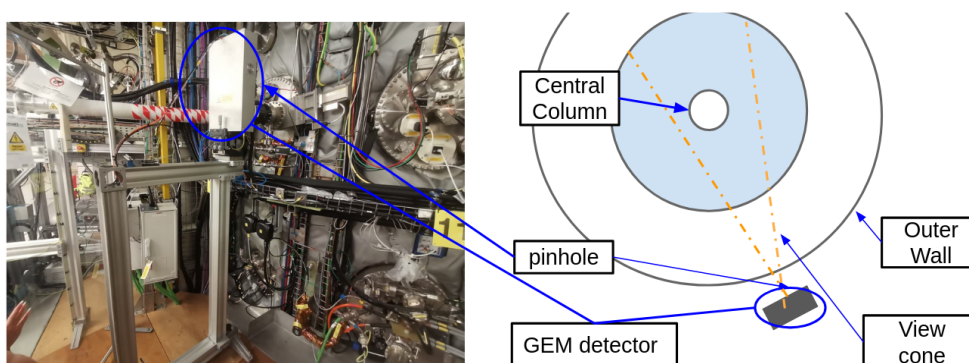 Central
Column
Outer
Wall
pinhole
GEM detector
View
cone